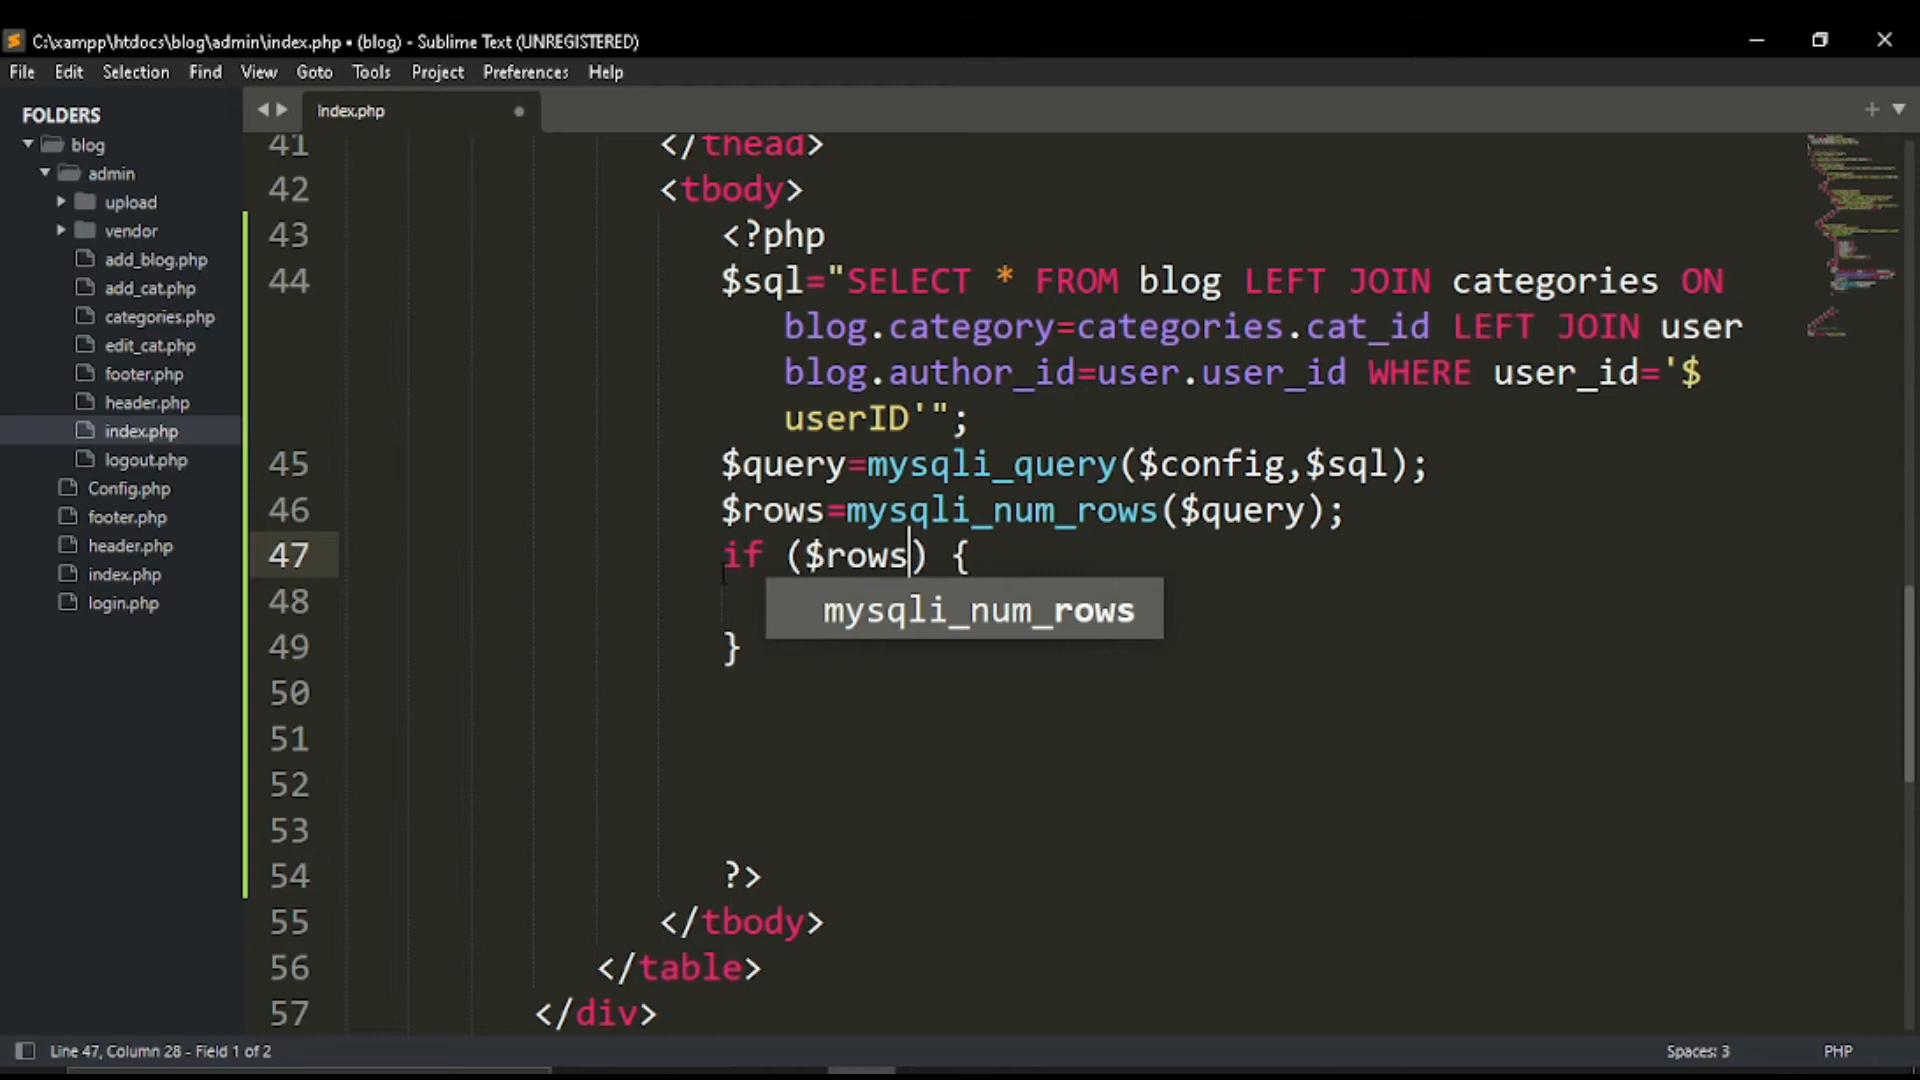 C:\xampp\htdocs\blog\admin\index.php • (blog) - Sublime Text (UNREGISTERED)
File Edit Selection Find View Goto Tools Project Preferences Help
FOLDERS
blog
admin
upload
vendor
add_blog.php
add_cat.php
categories.php
edit_cat.php
footer.php
header.php
index.php
logout.php
Config.php
footer.php
header.php
index.php
login.php
index.php
41 </thead>
42 <tbody>
43 <?php
44 $sql="SELECT * FROM blog LEFT JOIN categories ON
blog.category=categories.cat_id LEFT JOIN user
blog.author_id=user.user_id WHERE user_id='$
userID'";
45 $query=mysqli_query($config,$sql);
46 $rows=mysqli_num_rows($query);
47 if ($rows) {
48
mysqli_num_rows
49 }
50
51
52
53
54 ?>
55 </tbody>
56 </table>
57 </div>
Line 47, Column 28 - Field 1 of 2
Spaces: 3
PHP